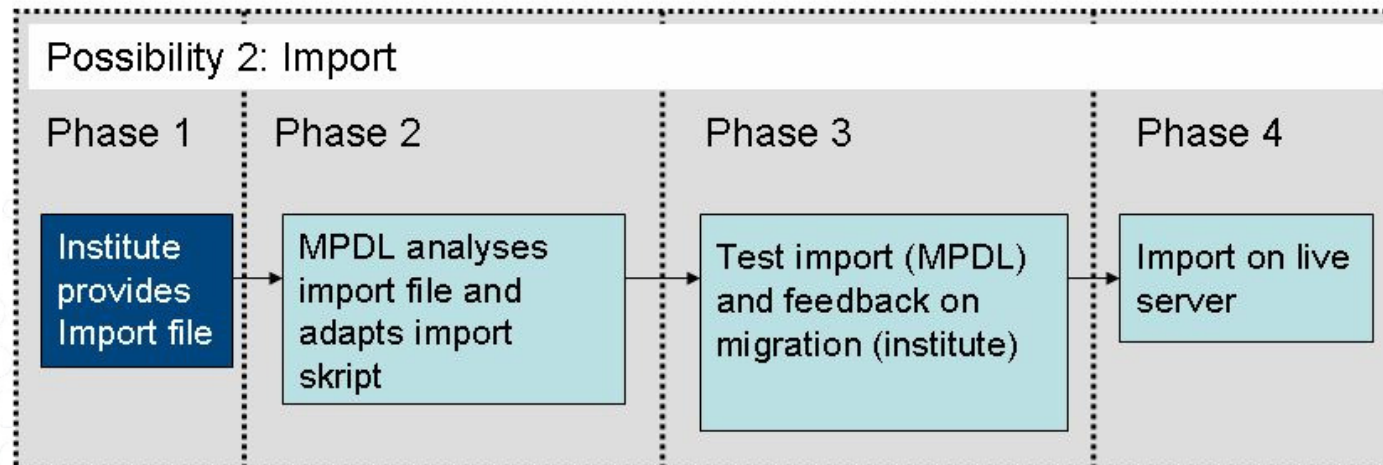 Possibility 2: Import
Phase 1
Phase 2
Phase 3
Phase 4
Institute
provides
Import file
MPDL analyses
import file and
adapts import
skript
Test import (MPDL)
and feedback on
migration (institute)
Import on live
server